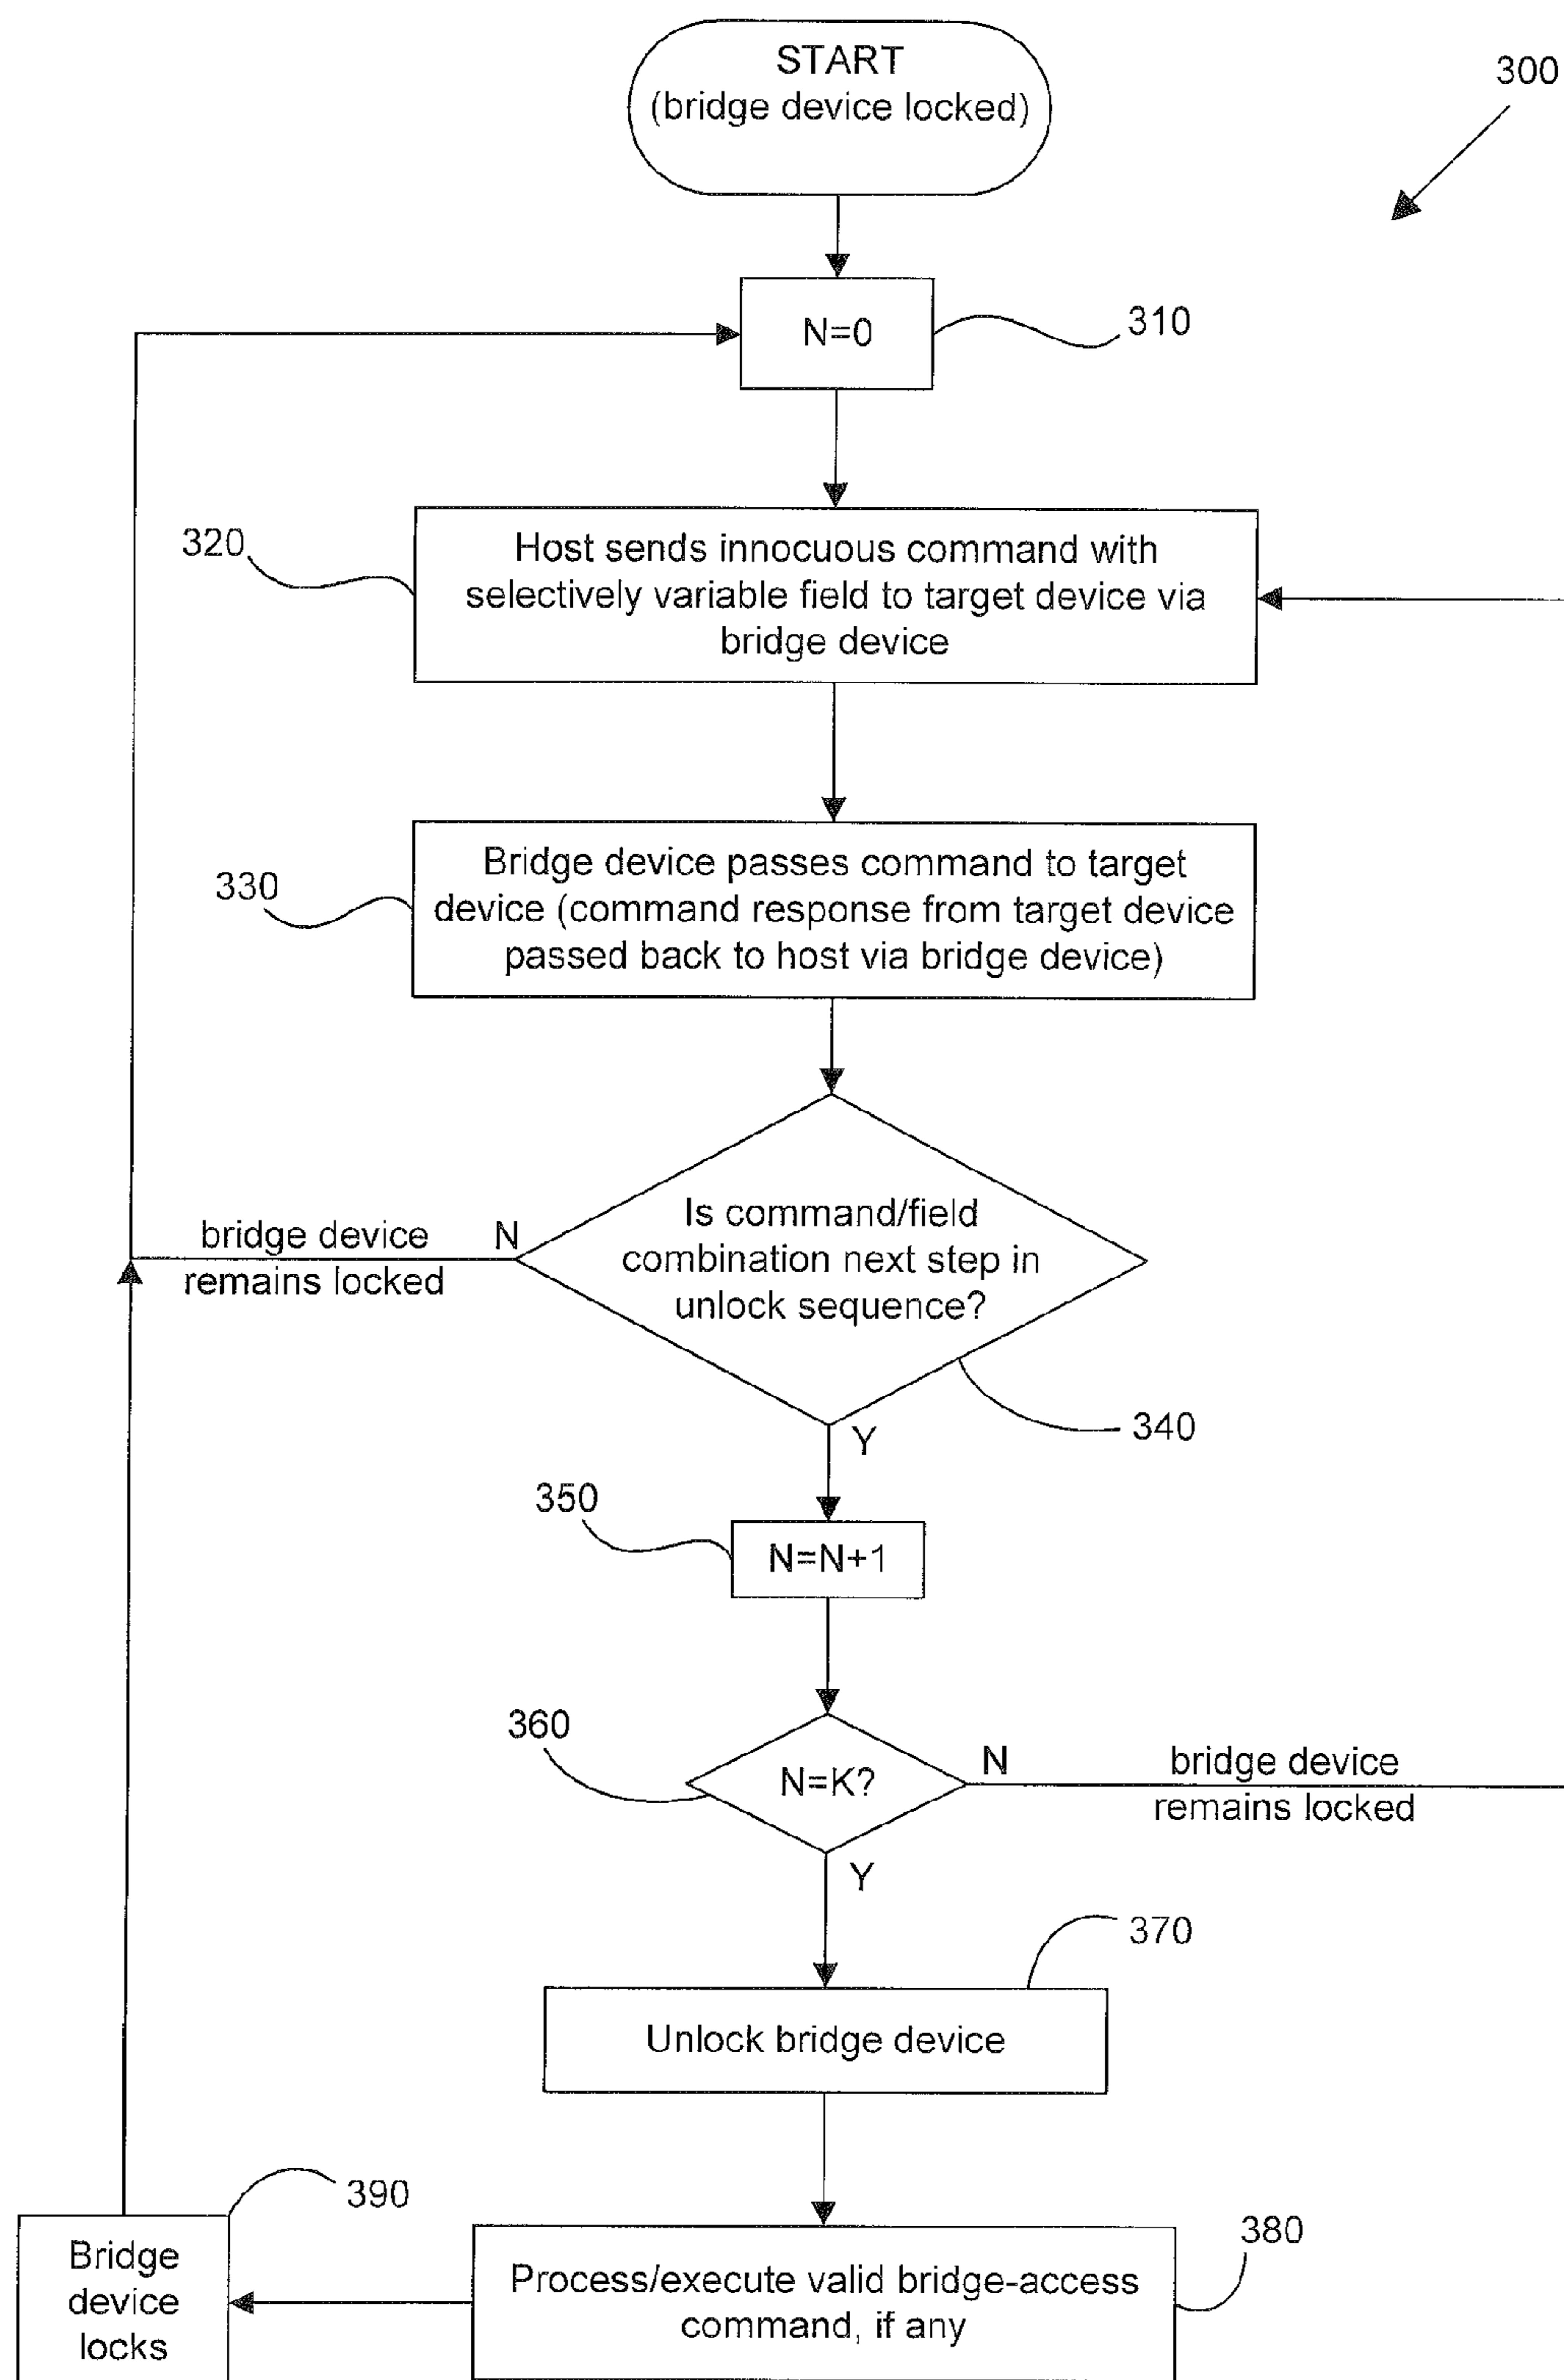 START
(bridge device locked)
300
N=0
310
320
Host sends innocuous command with
selectively variable field to target device via
bridge device
330
Bridge device passes command to target
device (command response from target device
passed back to host via bridge device)
bridge device
remains locked
N
Is command/field
combination next step in
unlock sequence?
340
Y
350
N=N+1
360
N=K?
N
bridge device
remains locked
Y
370
Unlock bridge device
390
Bridge
device
locks
380
Process/execute valid bridge-access
command, if any